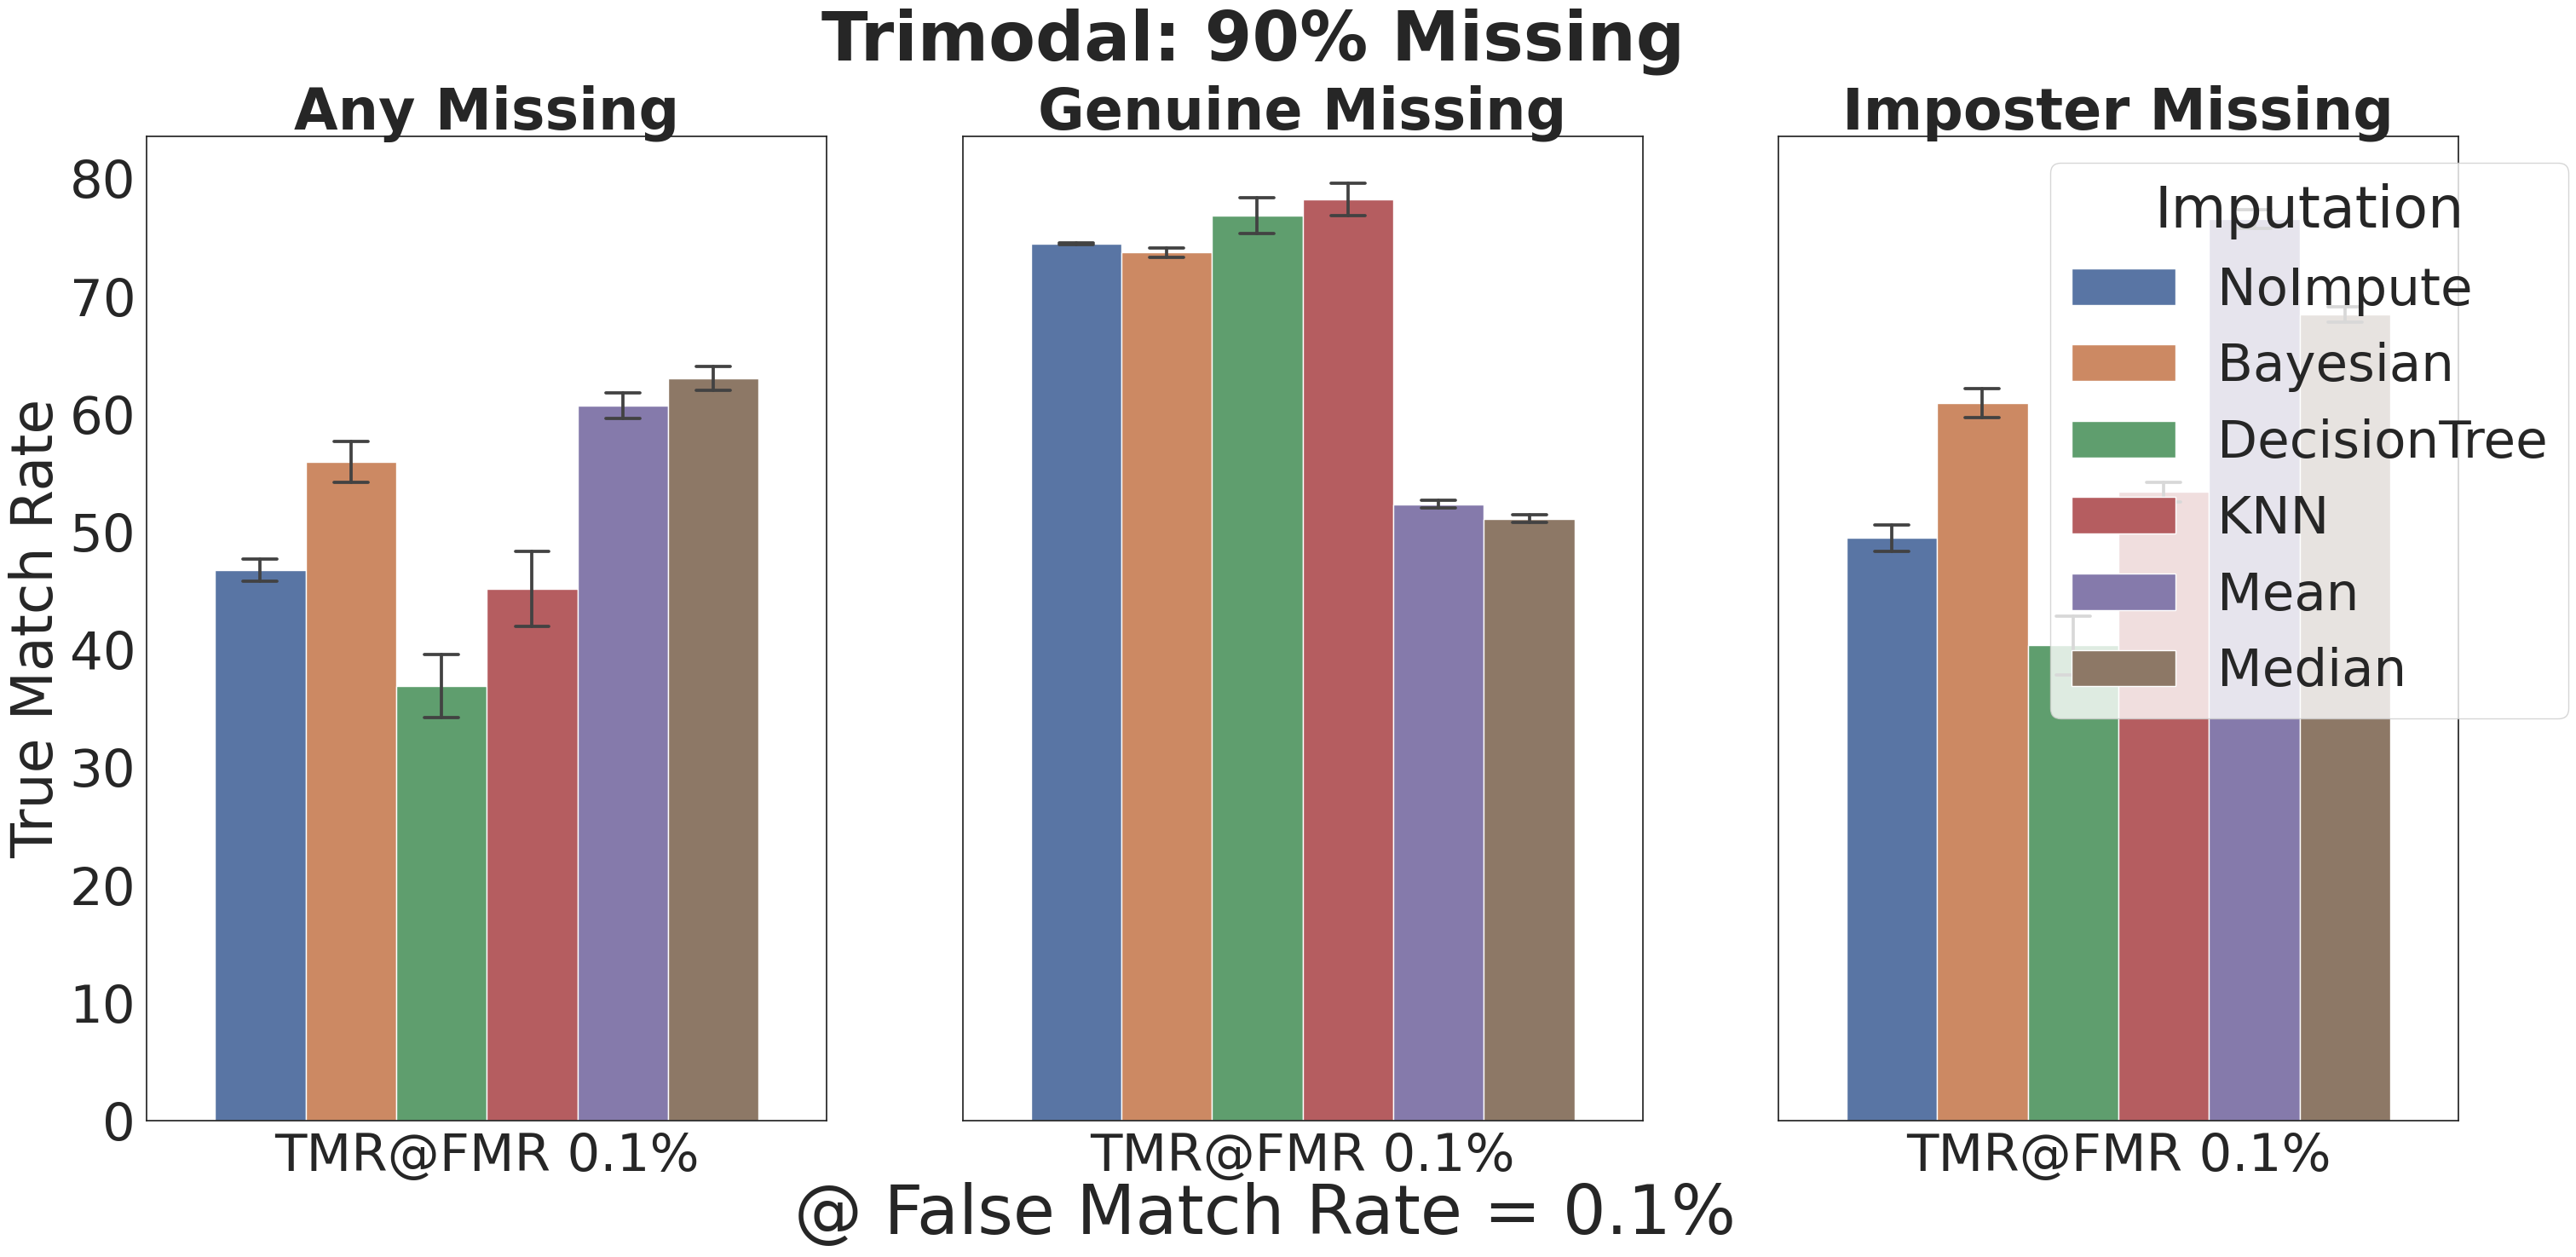 Trimodal: 90% Missing
Any Missing
Genuine Missing
Imposter Missing
True Match Rate
80
70
60
50
40
30
20
10
0
Imputation
NoImpute
Bayesian
DecisionTree
KNN
Mean
Median
TMR@FMR 0.1%
TMR@FMR 0.1%
TMR@FMR 0.1%
@ False Match Rate = 0.1%